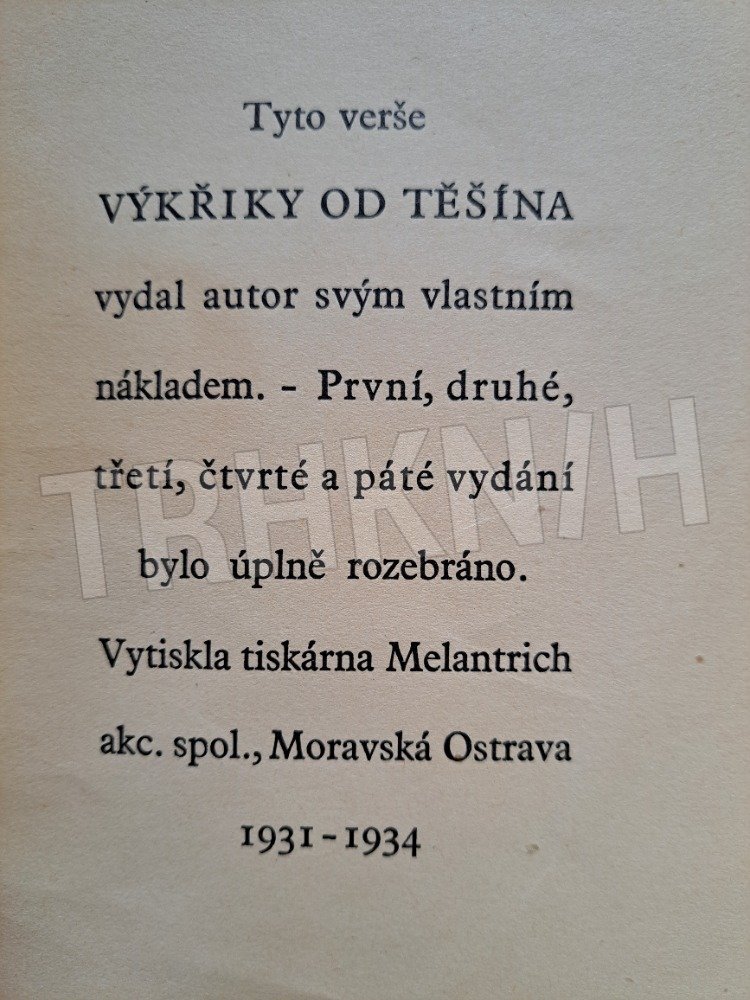 Tyto verše
VÝKŘIKY OD TĚŠÍNA
vydal autor svým vlastním
nákladem. - První, druhé,
třetí, čtvrté a páté vydání
bylo úplně rozebráno.
Vytiskla tiskárna Melantrich
akc. spol., Moravská Ostrava
1931-1934
TRHKNIH